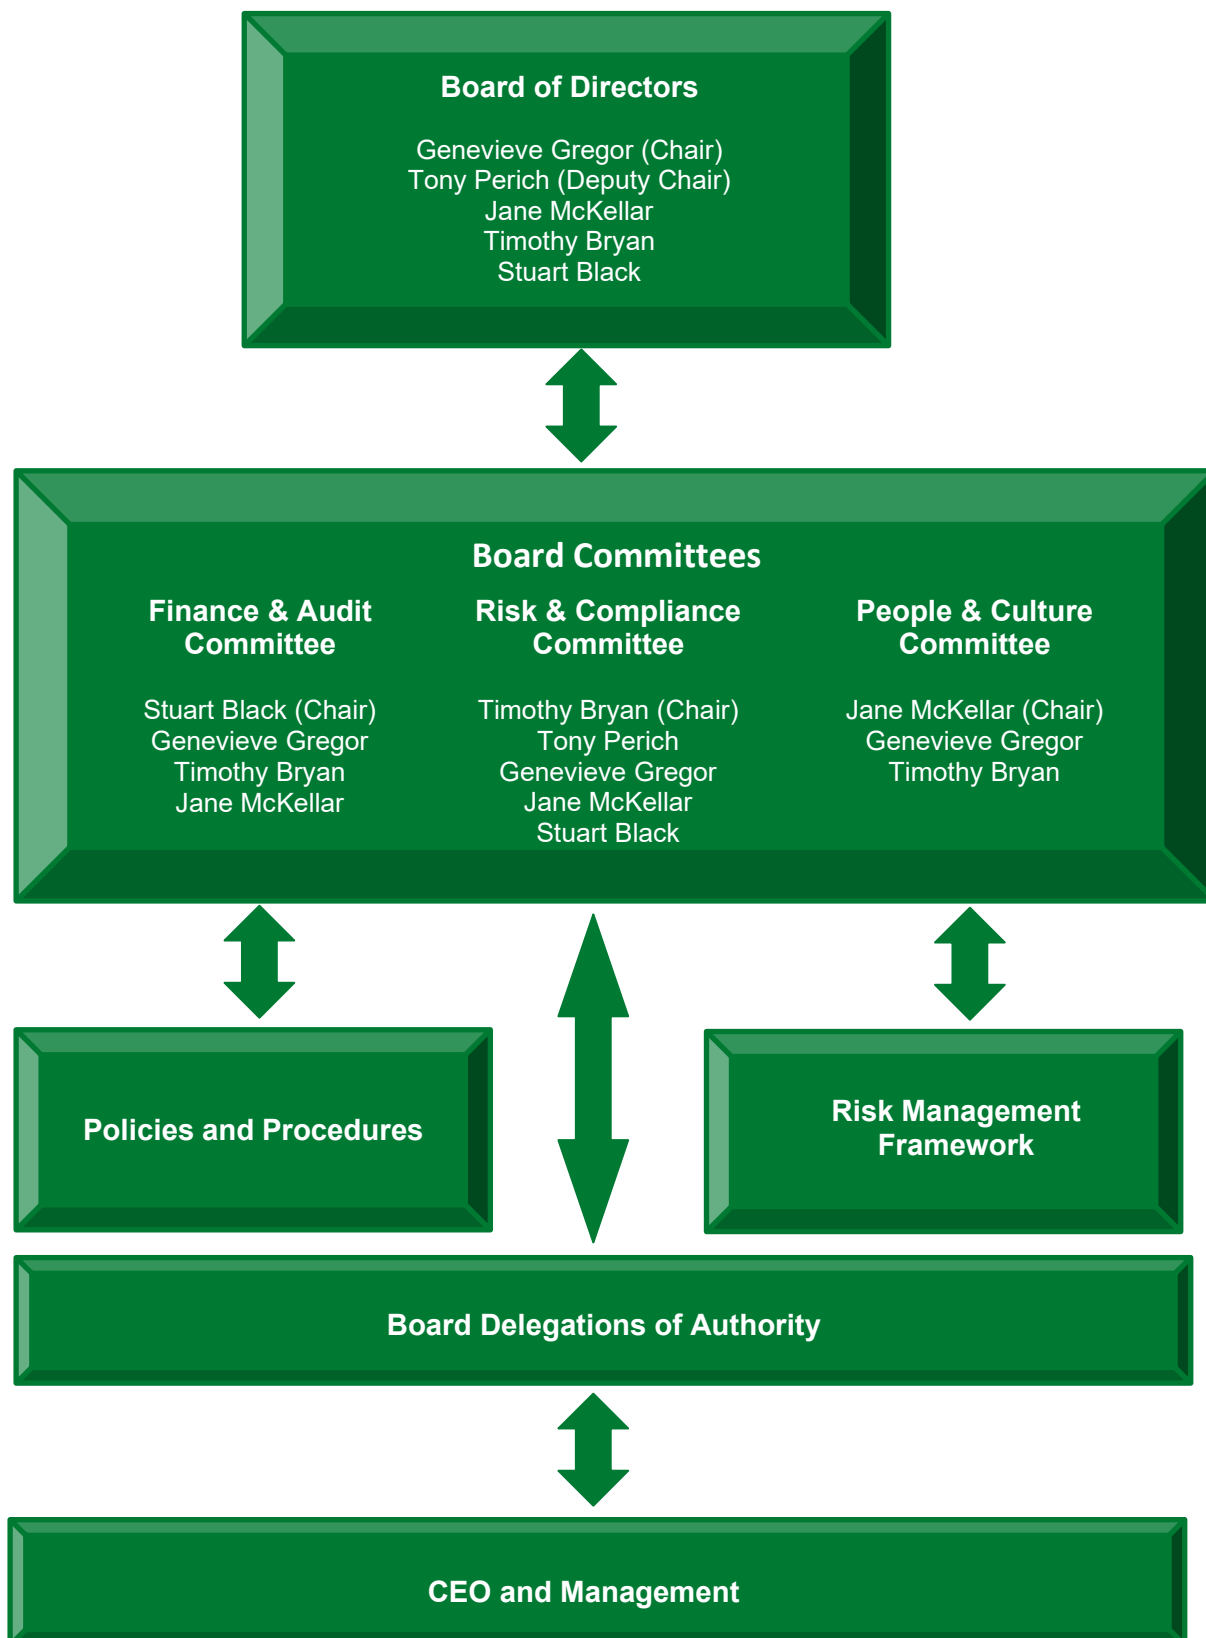 Board of Directors
Genevieve Gregor (Chair)
Tony Perich (Deputy Chair)
Jane McKellar
Timothy Bryan
Stuart Black
Board Committees
Finance & Audit
Committee
Stuart Black (Chair)
Genevieve Gregor
Timothy Bryan
Jane McKellar
Risk & Compliance
Committee
Timothy Bryan (Chair)
Tony Perich
Genevieve Gregor
Jane McKellar
Stuart Black
People & Culture
Committee
Jane McKellar (Chair)
Genevieve Gregor
Timothy Bryan
Policies and Procedures
Risk Management
Framework
Board Delegations of Authority
CEO and Management